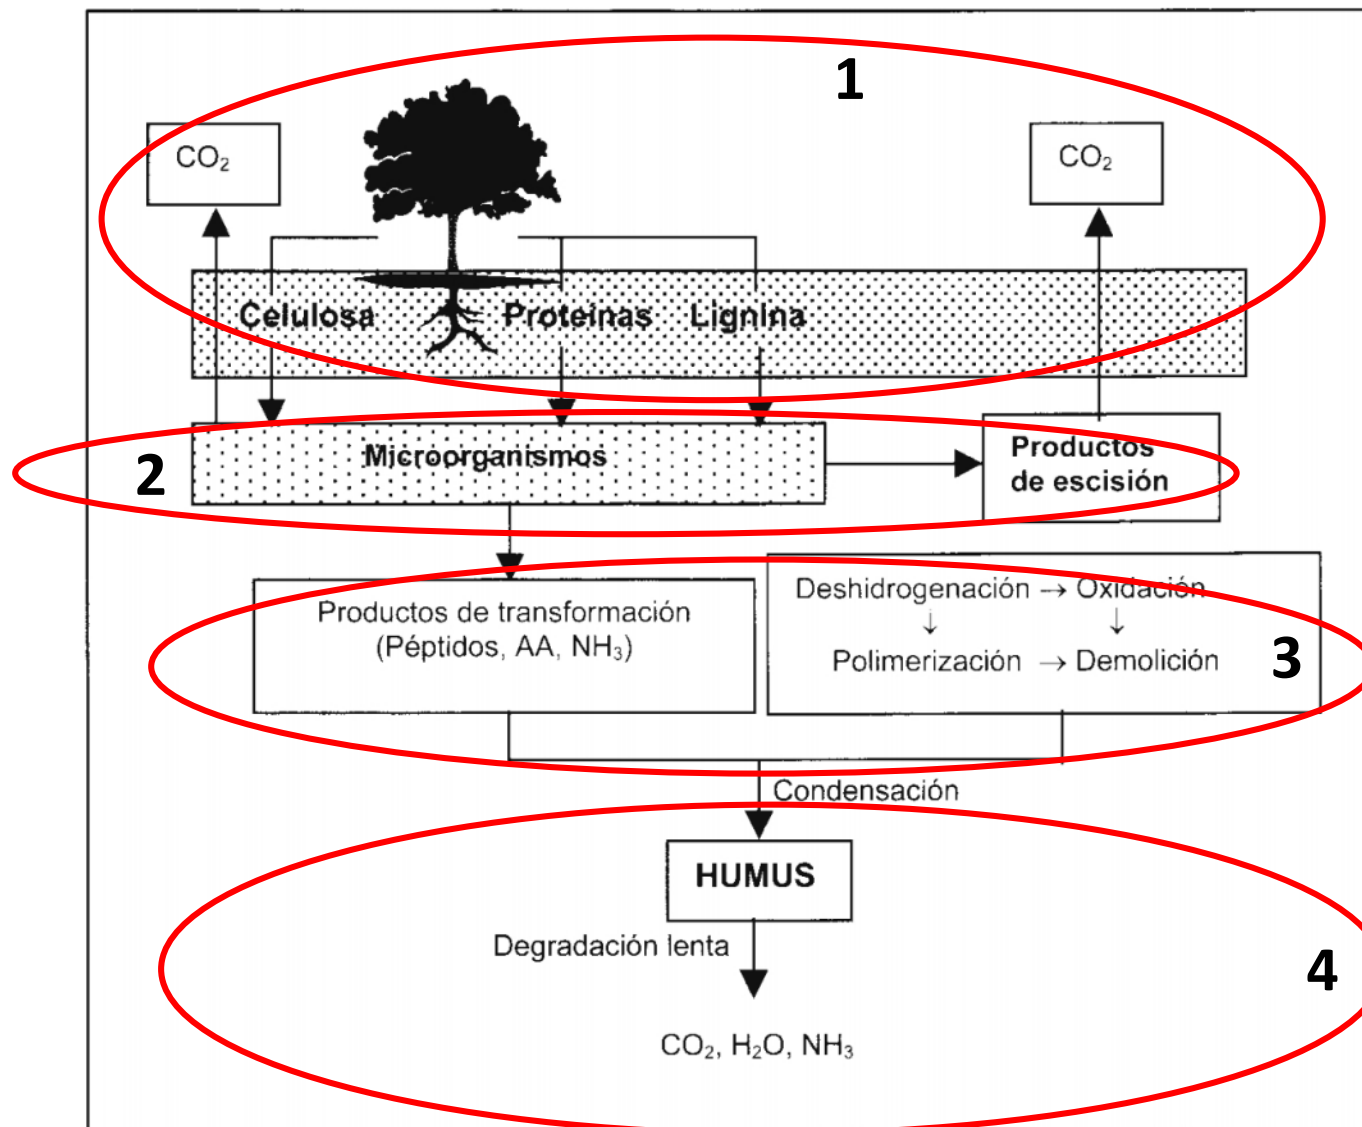 1
CO₂
CO₂
Celulosa Proteínas Lignina
2
Microorganismos
Productos
de escisión
Productos de transformación
(Péptidos, AA, NH₃)
Deshidrogenación → Oxidación
↓ ↓
Polimerización → Demolición
3
Condensación
HUMUS
Degradación lenta
4
CO₂, H₂O, NH₃